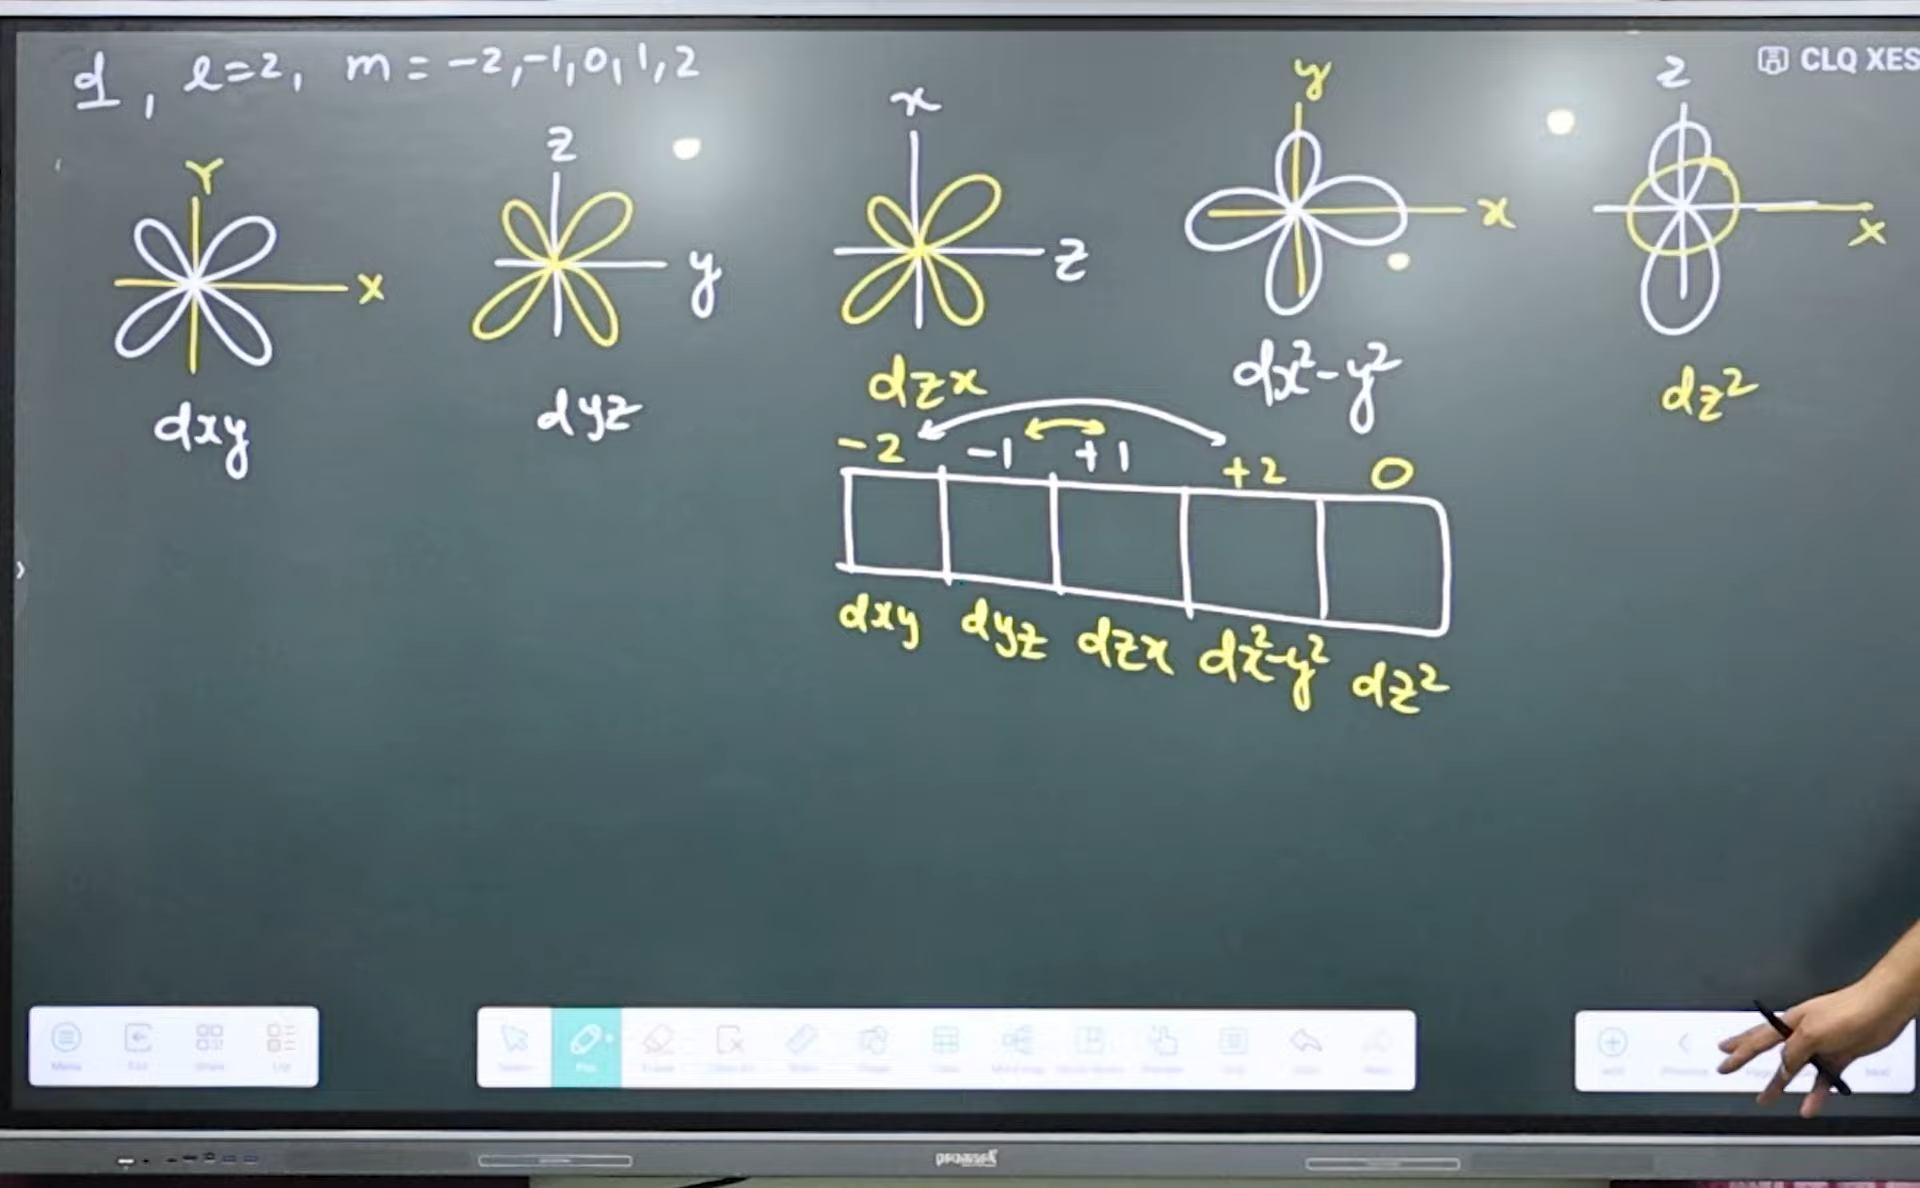 d, l=2, m = -2,-1,0,1,2
CLQ XES
Y
X
dxy
z
y
dyz
x
z
dzx
y
x
dx²-y²
z
x
dz²
-2 -1 +1 +2 0
dxy dyz dzx dx²-y² dz²
Menu